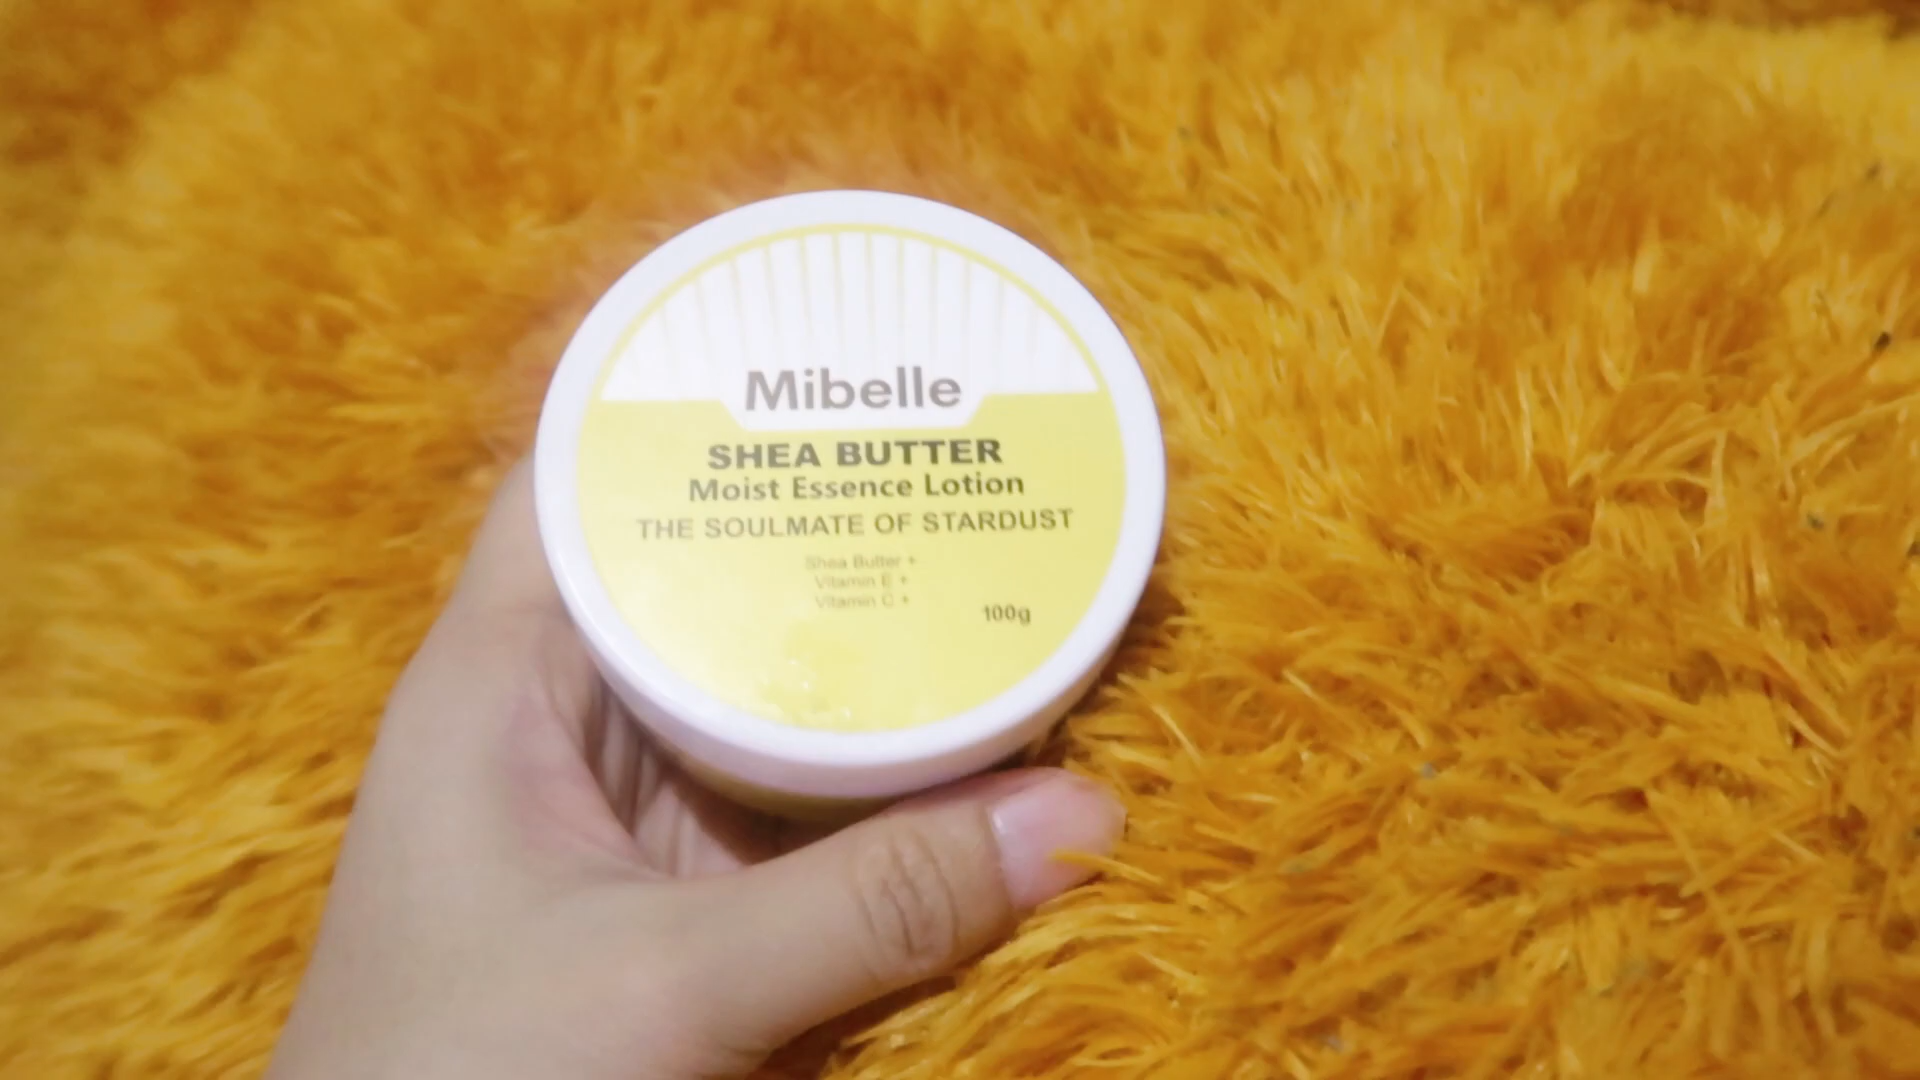 Mibelle
SHEA BUTTER
Moist Essence Lotion
THE SOULMATE OF STARDUST
Shea Butter +
Vitamin E +
Vitamin C +
100g